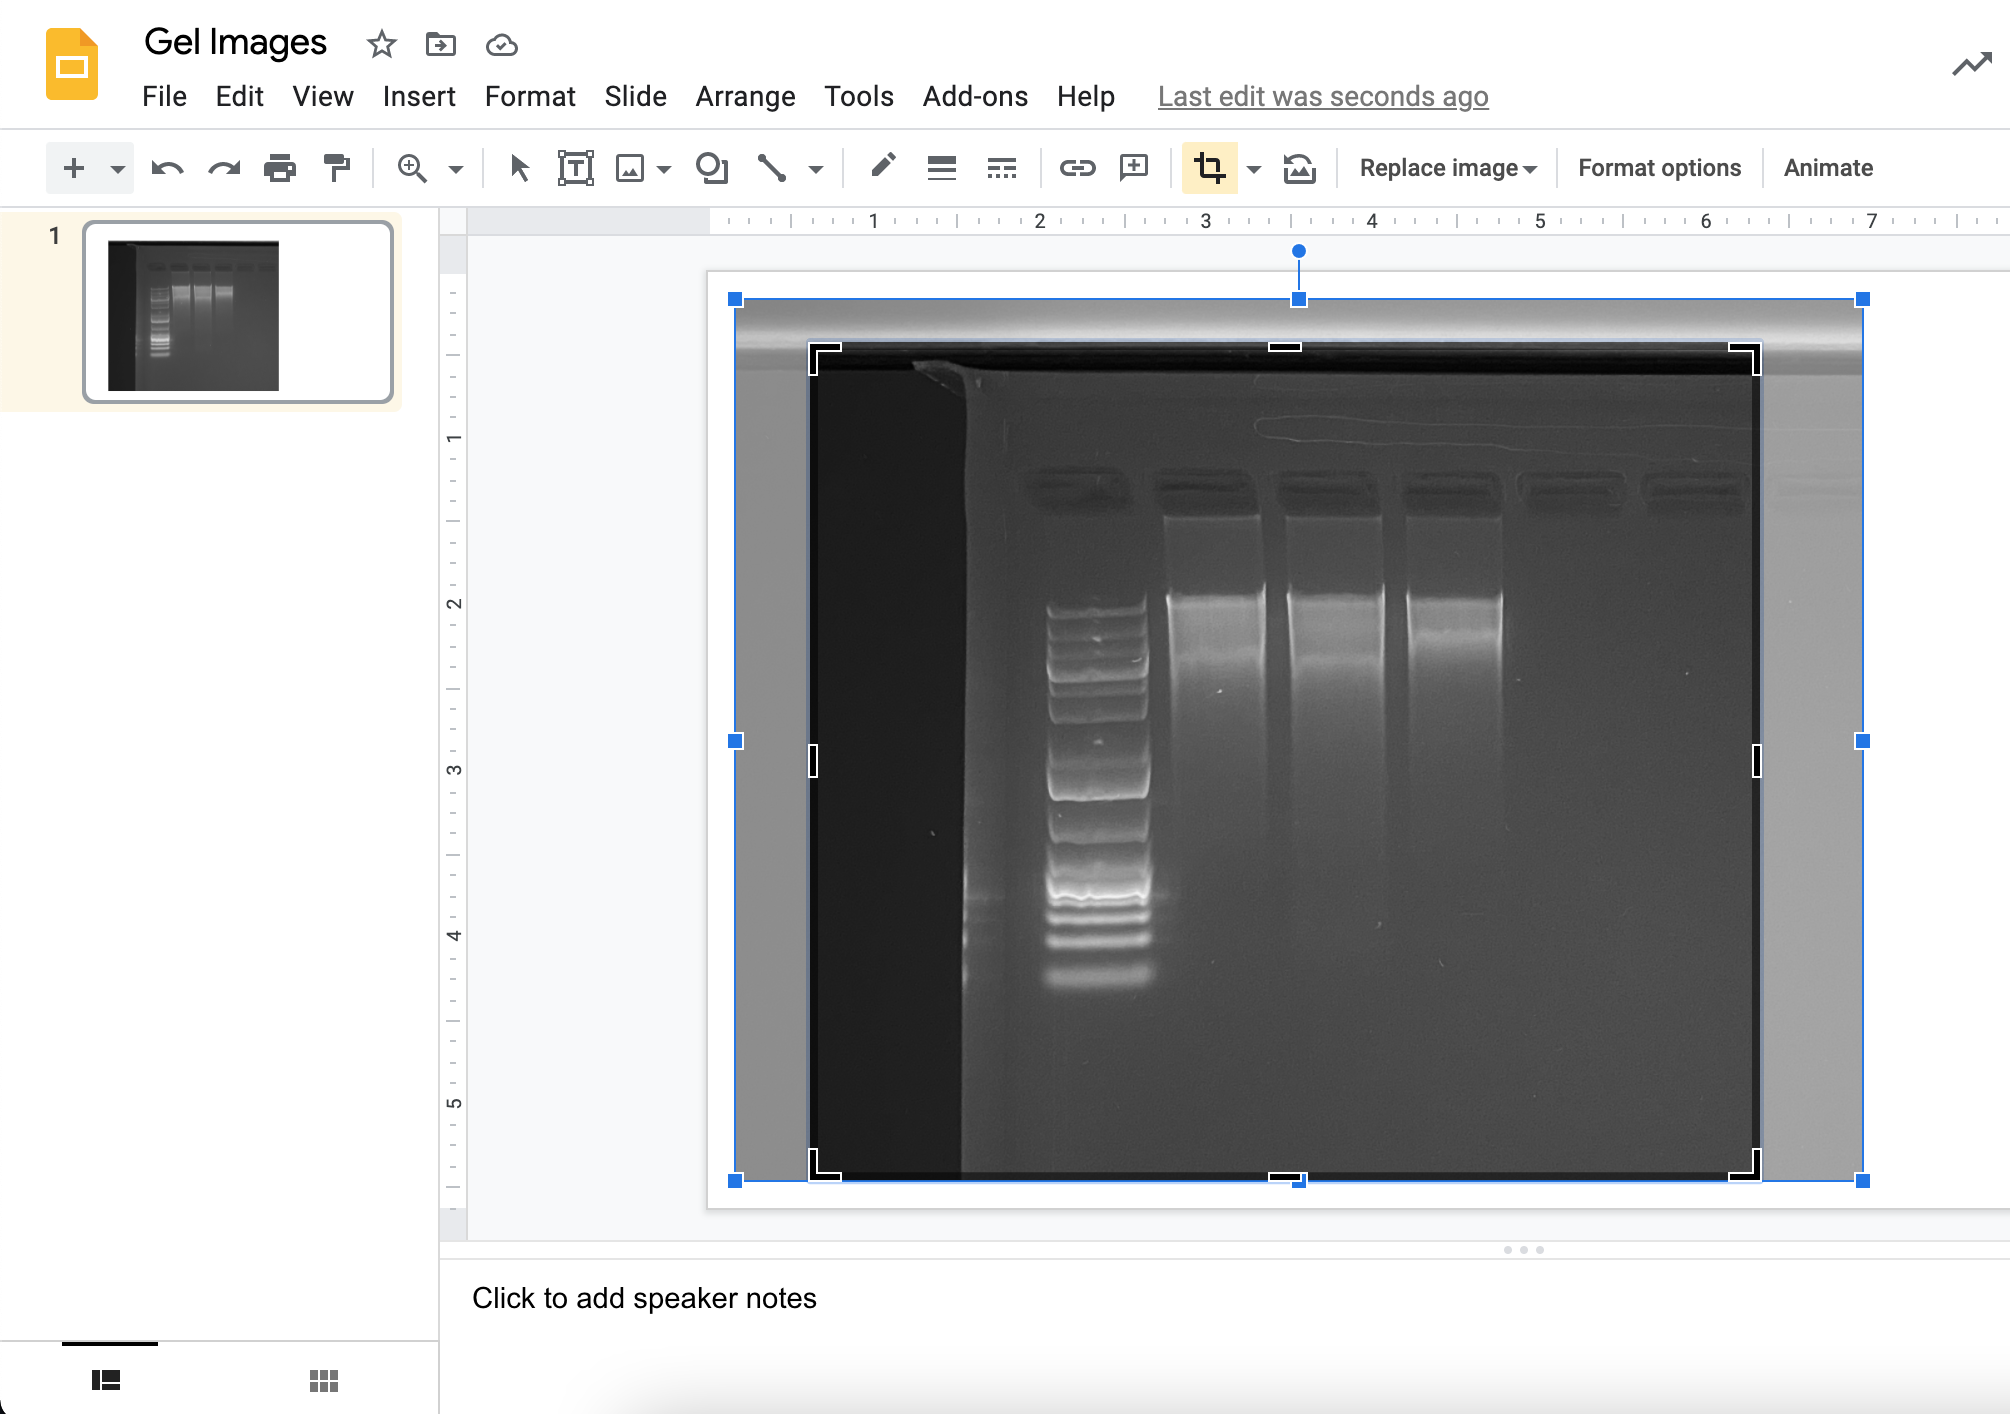 Gel Images
File Edit View Insert Format Slide Arrange Tools Add-ons Help Last edit was seconds ago
Replace image Format options Animate
1
1 2 3 4 5 6 7
1
2
3
4
5
Click to add speaker notes